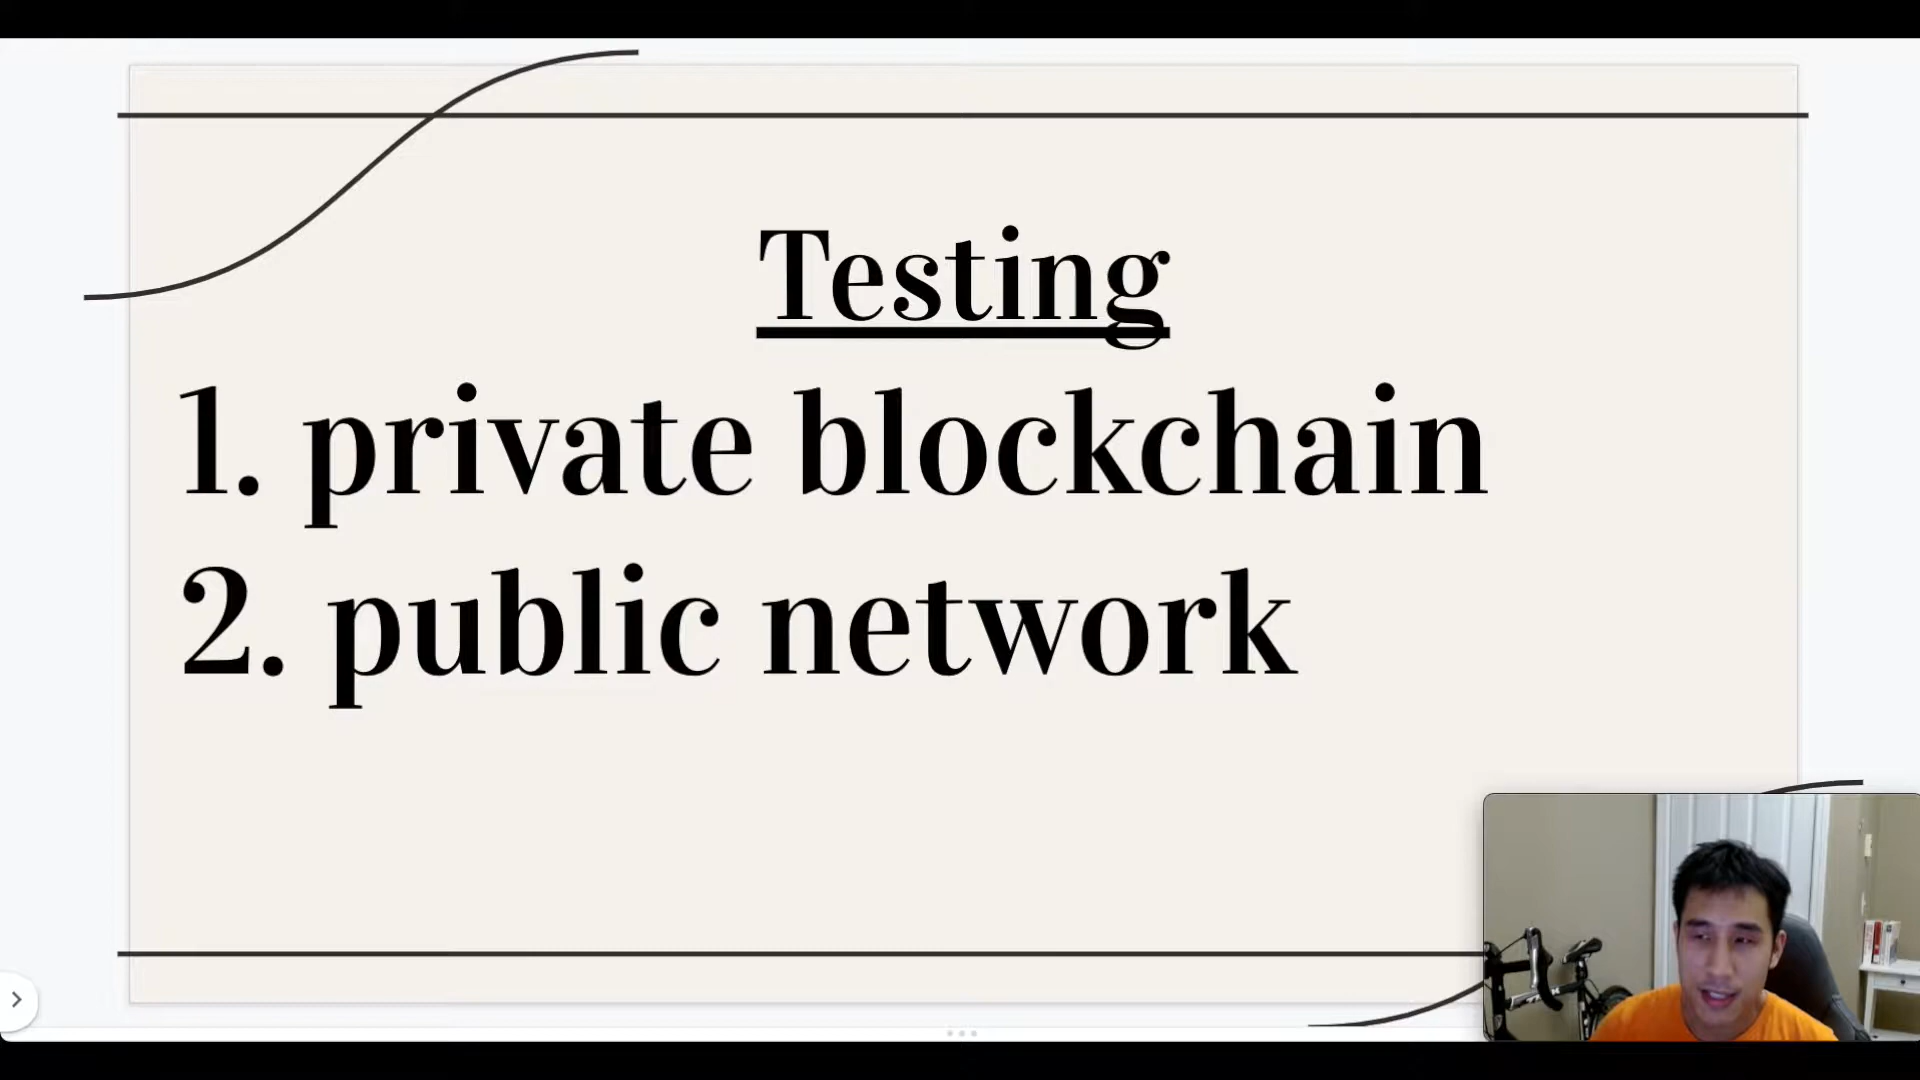 Testing
1. private blockchain
2. public network